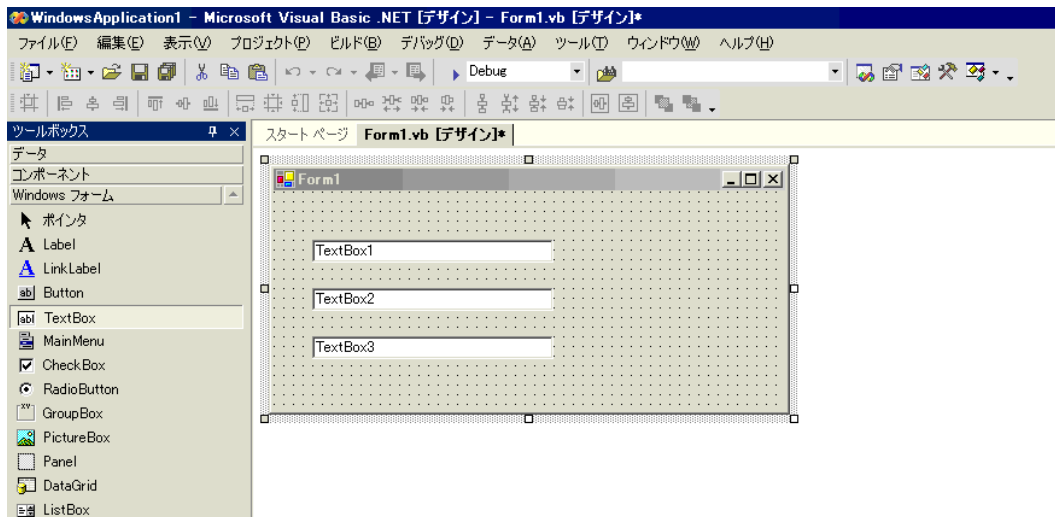 WindowsApplication1 - Microsoft Visual Basic .NET [デザイン] - Form1.vb [デザイン]*
ファイル(F) 編集(E) 表示(V) プロジェクト(P) ビルド(B) デバッグ(D) データ(A) ツール(T) ウィンドウ(W) ヘルプ(H)
Debug
ツールボックス
スタート ページ Form1.vb [デザイン]*
データ
コンポーネント
Windows フォーム
ポインタ
A Label
A LinkLabel
ab Button
abl TextBox
MainMenu
CheckBox
RadioButton
XY GroupBox
PictureBox
Panel
DataGrid
ListBox
Form1
TextBox1
TextBox2
TextBox3